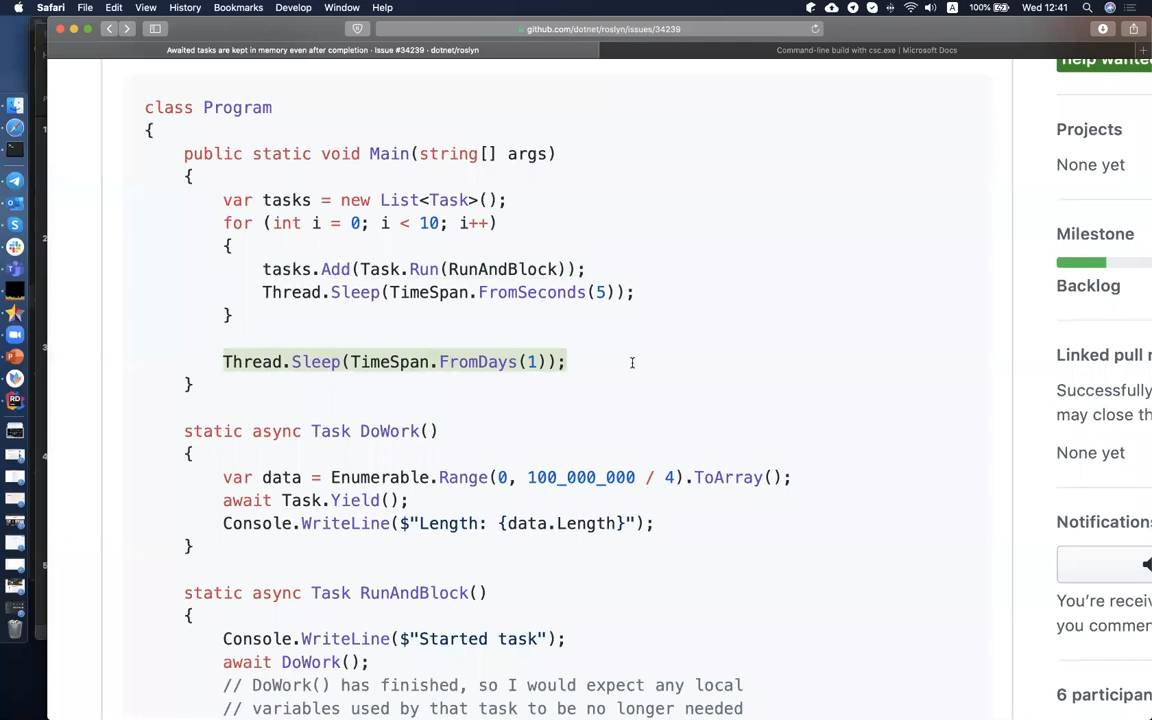 Safari File Edit View History Bookmarks Develop Window Help A 100% Wed 12:41
github.com/dotnet/roslyn/issues/34239
Awaited tasks are kept in memory even after completion · Issue #34239 · dotnet/roslyn
Command-line build with csc.exe | Microsoft Docs
class Program
{
public static void Main(string[] args)
{
var tasks = new List<Task>();
for (int i = 0; i < 10; i++)
{
tasks.Add(Task.Run(RunAndBlock));
Thread.Sleep(TimeSpan.FromSeconds(5));
}
Thread.Sleep(TimeSpan.FromDays(1));
}
static async Task DoWork()
{
var data = Enumerable.Range(0, 100_000_000 / 4).ToArray();
await Task.Yield();
Console.WriteLine($"Length: {data.Length}");
}
static async Task RunAndBlock()
{
Console.WriteLine($"Started task");
await DoWork();
// DoWork() has finished, so I would expect any local
// variables used by that task to be no longer needed
help wante
Projects
None yet
Milestone
Backlog
Linked pull r
Successfully
may close th
None yet
Notifications
You're receiv
you commen
6 participan